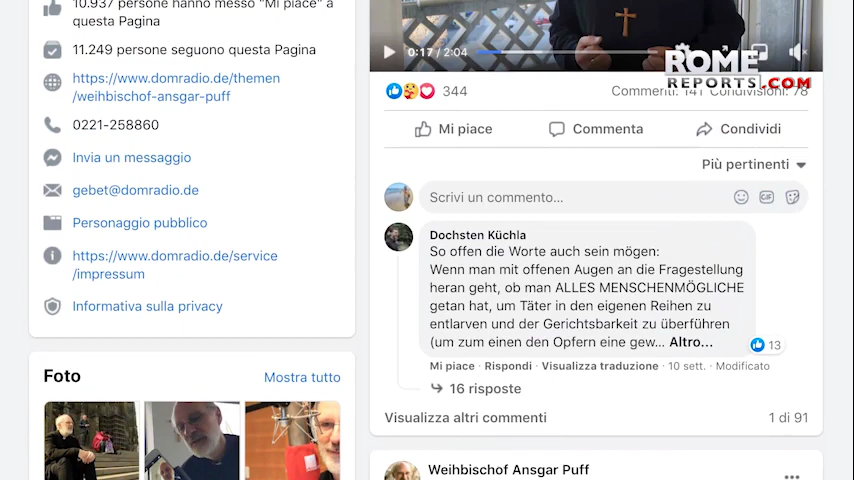 10.937 persone hanno messo "Mi piace" a
questa Pagina
11.249 persone seguono questa Pagina
https://www.domradio.de/themen
/weihbischof-ansgar-puff
0221-258860
Invia un messaggio
gebet@domradio.de
Personaggio pubblico
https://www.domradio.de/service
/impressum
Informativa sulla privacy
Foto
Mostra tutto
0:17 / 2:04
ROME
REPORTS.COM
344
Commenti: 141 Condivisioni: 78
Mi piace
Commenta
Condividi
Più pertinenti
Scrivi un commento...
GIF
Dochsten Küchla
So offen die Worte auch sein mögen:
Wenn man mit offenen Augen an die Fragestellung
heran geht, ob man ALLES MENSCHENMÖGLICHE
getan hat, um Täter in den eigenen Reihen zu
entlarven und der Gerichtsbarkeit zu überführen
(um zum einen den Opfern eine gew... Altro...
13
Mi piace · Rispondi · Visualizza traduzione · 10 sett. · Modificato
16 risposte
Visualizza altri commenti
1 di 91
Weihbischof Ansgar Puff